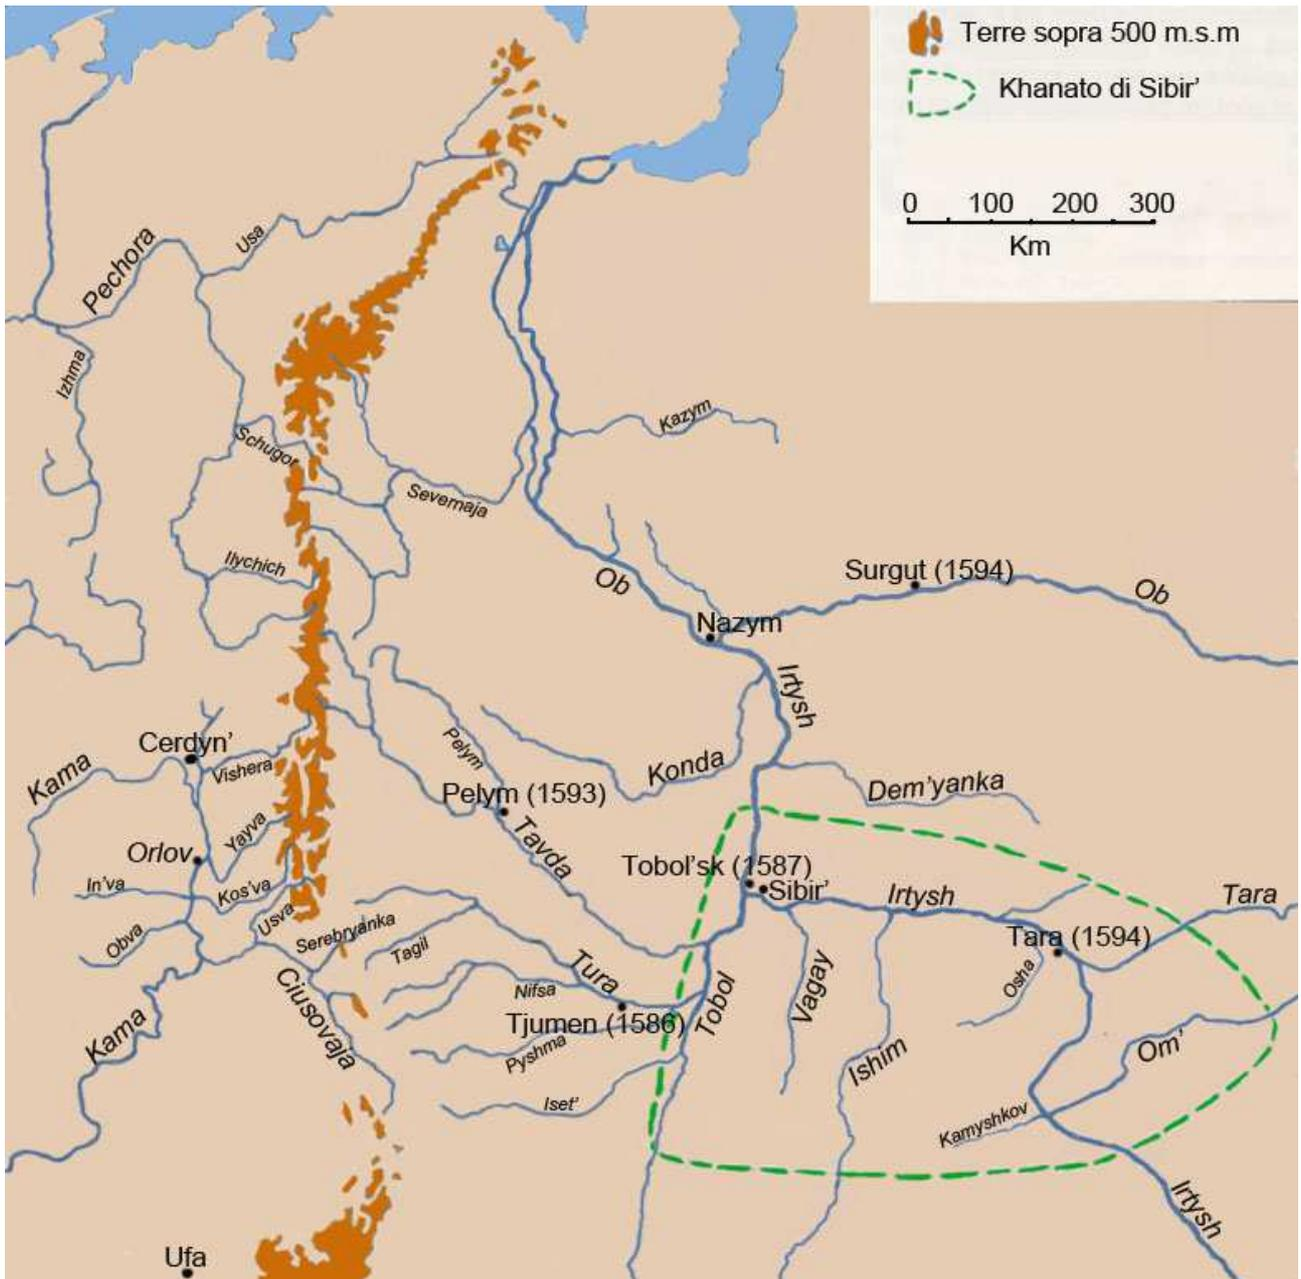 Terre sopra 500 m.s.m
Khanato di Sibir’
0 100 200 300
Km
Pechora
Usa
Izhma
Kazym
Schugor
Severnaja
Ilychich
Ob
Surgut (1594)
Ob
Nazym
Irtysh
Cerdyn’
Kama
Vishera
Pelym
Konda
Dem’yanka
Pelym (1593)
Tavda
Yayva
Orlov
Tobol’sk (1587)
Sibir’
In’va
Kos’va
Irtysh
Tara
Usva
Serebryanka
Obva
Tagil
Tara (1594)
Osha
Tura
Nifsa
Ciusovaja
Tobol
Vagay
Tjumen (1586)
Kama
Pyshma
Ishim
Om’
Iset’
Kamyshkov
Irtysh
Ufa